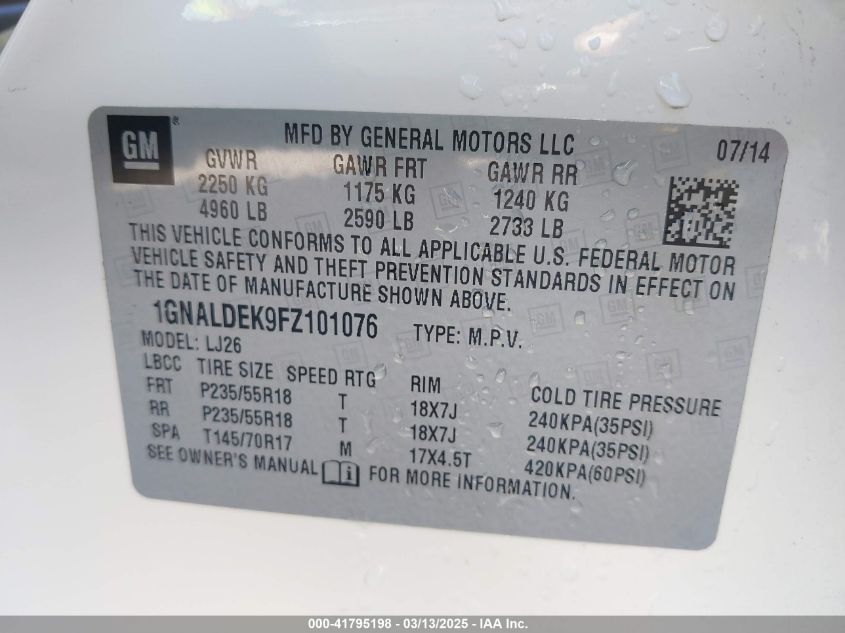 GM ®
MFD BY GENERAL MOTORS LLC 07/14
GVWR GAWR FRT GAWR RR
2250 KG 1175 KG 1240 KG
4960 LB 2590 LB 2733 LB
THIS VEHICLE CONFORMS TO ALL APPLICABLE U.S. FEDERAL MOTOR
VEHICLE SAFETY AND THEFT PREVENTION STANDARDS IN EFFECT ON
THE DATE OF MANUFACTURE SHOWN ABOVE.
1GNALDEK9FZ101076 TYPE: M.P.V.
MODEL: LJ26
LBCC TIRE SIZE SPEED RTG RIM COLD TIRE PRESSURE
FRT P235/55R18 T 18X7J 240KPA(35PSI)
RR P235/55R18 T 18X7J 240KPA(35PSI)
SPA T145/70R17 M 17X4.5T 420KPA(60PSI)
SEE OWNER'S MANUAL i FOR MORE INFORMATION.
000-41795198 - 03/13/2025 - IAA Inc.